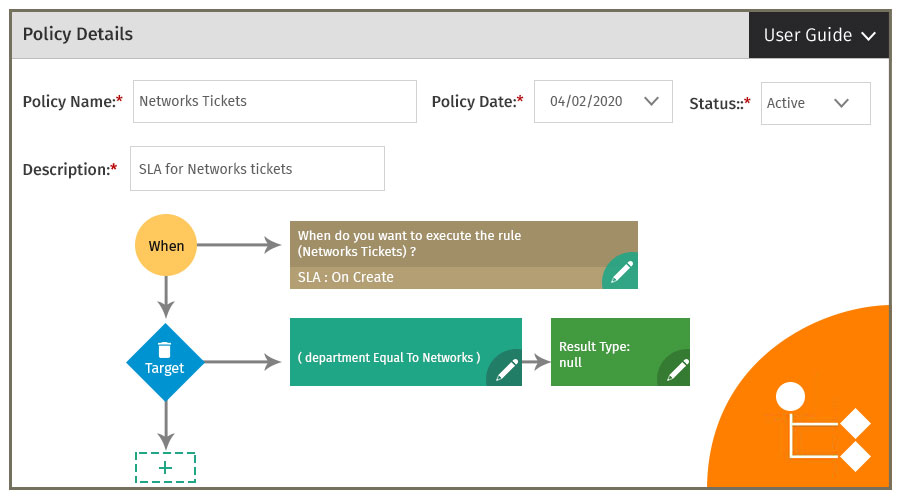 Policy Details
User Guide
Policy Name:* Networks Tickets
Policy Date:* 04/02/2020
Status::* Active
Description:* SLA for Networks tickets
When
When do you want to execute the rule
(Networks Tickets) ?
SLA : On Create
Target
( department Equal To Networks )
Result Type:
null
+